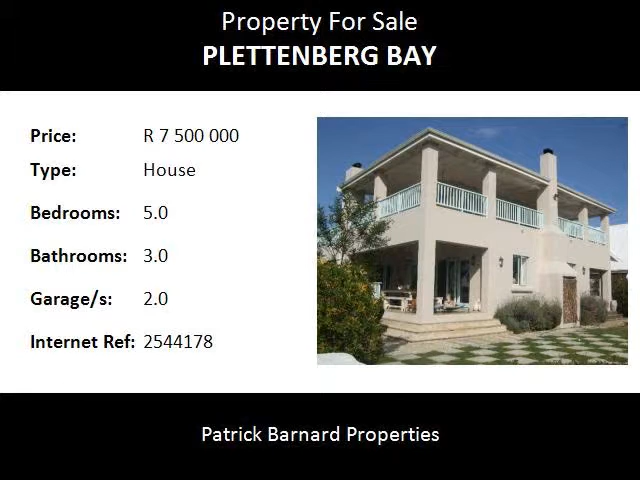 Property For Sale
PLETTENBERG BAY
Price: R 7 500 000
Type: House
Bedrooms: 5.0
Bathrooms: 3.0
Garage/s: 2.0
Internet Ref: 2544178
Patrick Barnard Properties